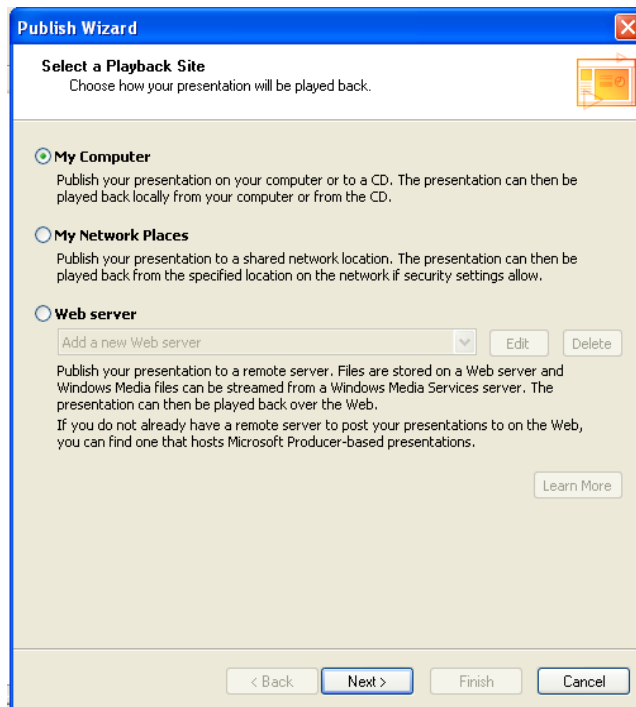 Publish Wizard
Select a Playback Site
Choose how your presentation will be played back.
My Computer
Publish your presentation on your computer or to a CD. The presentation can then be
played back locally from your computer or from the CD.
My Network Places
Publish your presentation to a shared network location. The presentation can then be
played back from the specified location on the network if security settings allow.
Web server
Add a new Web server Edit Delete
Publish your presentation to a remote server. Files are stored on a Web server and
Windows Media files can be streamed from a Windows Media Services server. The
presentation can then be played back over the Web.
If you do not already have a remote server to post your presentations to on the Web,
you can find one that hosts Microsoft Producer-based presentations.
Learn More
< Back Next > Finish Cancel